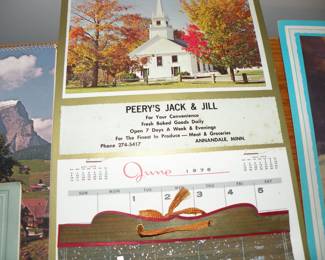 PEERY'S JACK & JILL
For Your Convenience
Fresh Baked Goods Daily
Open 7 Days A Week & Evenings
For The Finest In Produce — Meat & Groceries
Phone 274-5417 ANNANDALE, MINN.
June 1976
SUN MON TUE WED THU FRI SAT
1 2 3 4 5